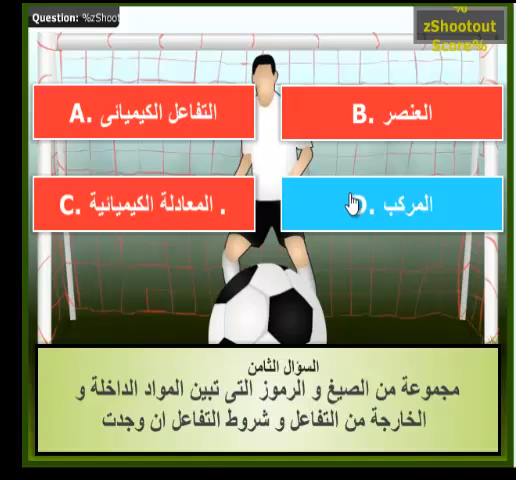 Question: %zShoot
%
zShootout
Score%
A. التفاعل الكيميائى
B. العنصر
C. المعادلة الكيميائية .
D. المركب
السؤال الثامن
مجموعة من الصيغ و الرموز التى تبين المواد الداخلة و
الخارجة من التفاعل و شروط التفاعل ان وجدت